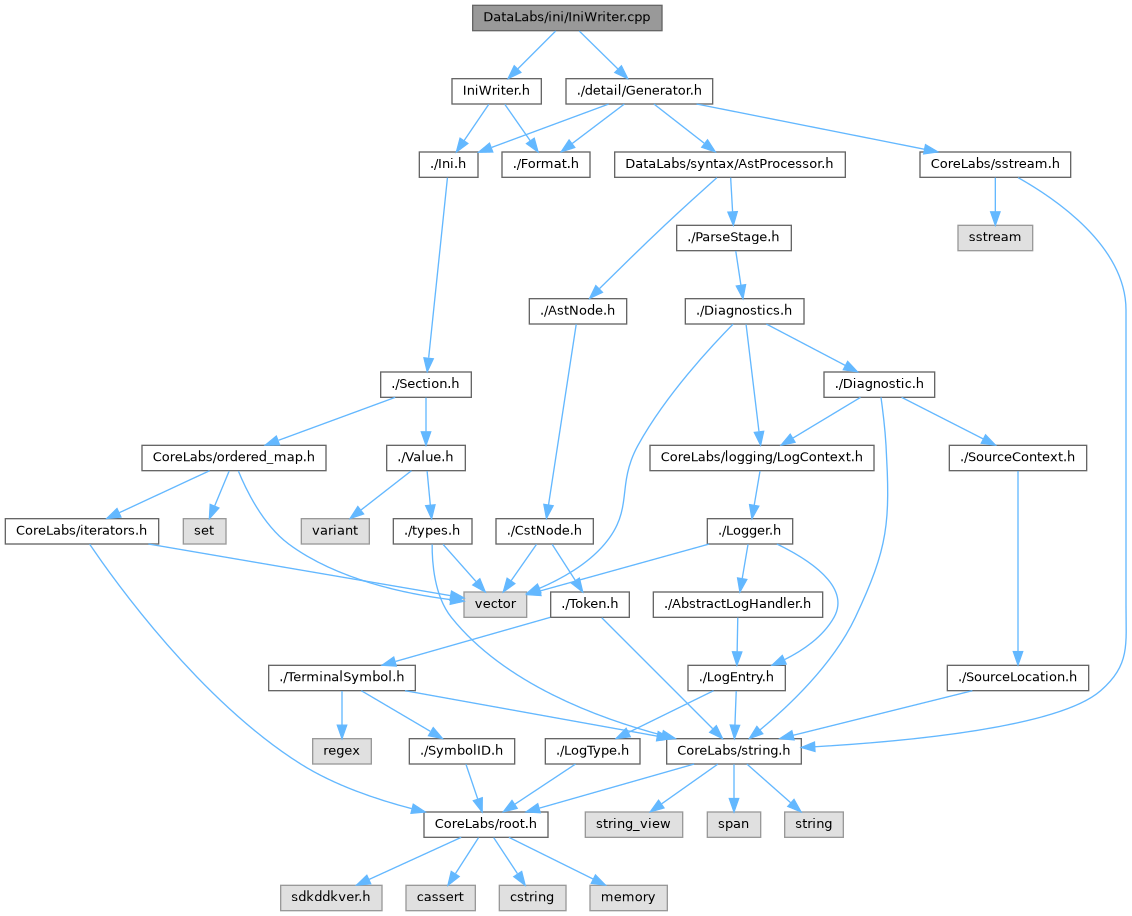 DataLabs/ini/IniWriter.cpp
IniWriter.h
./detail/Generator.h
./Ini.h
./Format.h
DataLabs/syntax/AstProcessor.h
CoreLabs/sstream.h
./ParseStage.h
sstream
./AstNode.h
./Diagnostics.h
./Section.h
./Diagnostic.h
CoreLabs/ordered_map.h
./Value.h
CoreLabs/logging/LogContext.h
./SourceContext.h
CoreLabs/iterators.h
set
variant
./types.h
./CstNode.h
./Logger.h
vector
./Token.h
./AbstractLogHandler.h
./TerminalSymbol.h
./LogEntry.h
./SourceLocation.h
regex
./SymbolID.h
./LogType.h
CoreLabs/string.h
CoreLabs/root.h
string_view
span
string
sdkddkver.h
cassert
cstring
memory